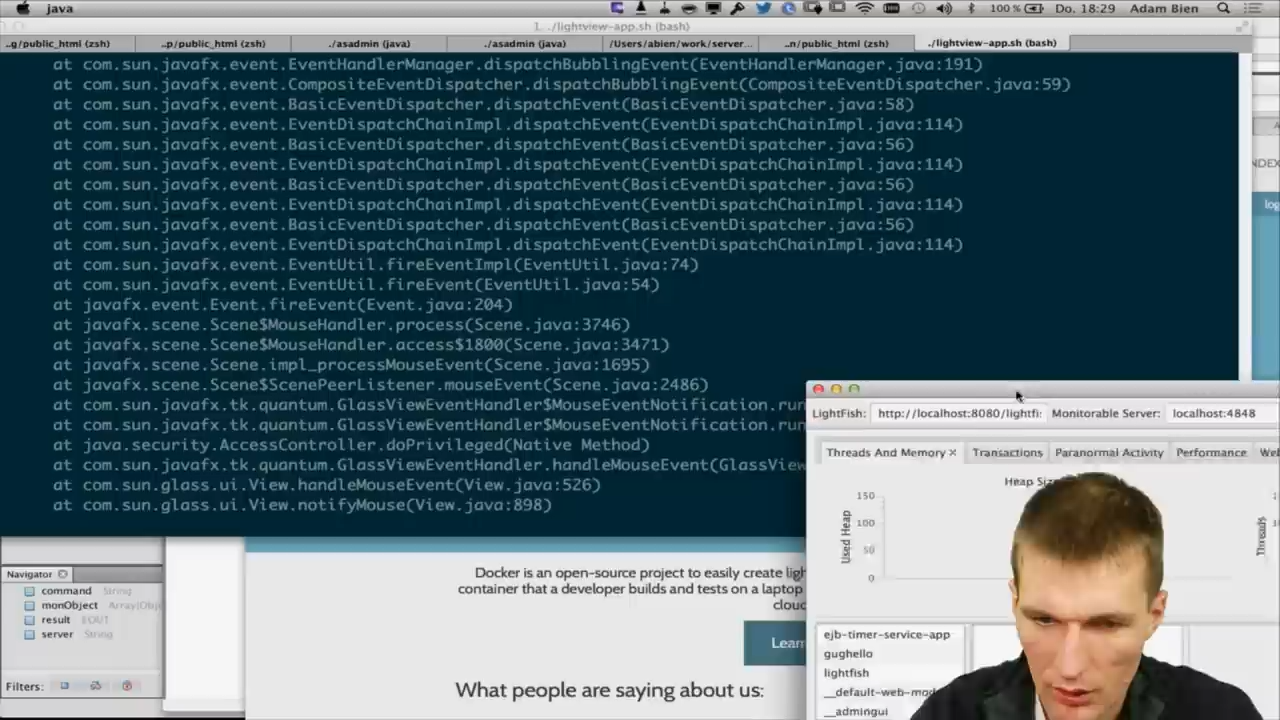 java
100 %
Do. 18:29
Adam Bien
1. ./lightview-app.sh (bash)
..g/public_html (zsh)
..p/public_html (zsh)
./asadmin (java)
./asadmin (java)
/Users/abien/work/server...
..n/public_html (zsh)
./lightview-app.sh (bash)
at com.sun.javafx.event.EventHandlerManager.dispatchBubblingEvent(EventHandlerManager.java:191)
at com.sun.javafx.event.CompositeEventDispatcher.dispatchBubblingEvent(CompositeEventDispatcher.java:59)
at com.sun.javafx.event.BasicEventDispatcher.dispatchEvent(BasicEventDispatcher.java:58)
at com.sun.javafx.event.EventDispatchChainImpl.dispatchEvent(EventDispatchChainImpl.java:114)
at com.sun.javafx.event.BasicEventDispatcher.dispatchEvent(BasicEventDispatcher.java:56)
at com.sun.javafx.event.EventDispatchChainImpl.dispatchEvent(EventDispatchChainImpl.java:114)
at com.sun.javafx.event.BasicEventDispatcher.dispatchEvent(BasicEventDispatcher.java:56)
at com.sun.javafx.event.EventDispatchChainImpl.dispatchEvent(EventDispatchChainImpl.java:114)
at com.sun.javafx.event.BasicEventDispatcher.dispatchEvent(BasicEventDispatcher.java:56)
at com.sun.javafx.event.EventDispatchChainImpl.dispatchEvent(EventDispatchChainImpl.java:114)
at com.sun.javafx.event.EventUtil.fireEventImpl(EventUtil.java:74)
at com.sun.javafx.event.EventUtil.fireEvent(EventUtil.java:54)
at javafx.event.Event.fireEvent(Event.java:204)
at javafx.scene.Scene$MouseHandler.process(Scene.java:3746)
at javafx.scene.Scene$MouseHandler.access$1800(Scene.java:3471)
at javafx.scene.Scene.impl_processMouseEvent(Scene.java:1695)
at javafx.scene.Scene$ScenePeerListener.mouseEvent(Scene.java:2486)
at com.sun.javafx.tk.quantum.GlassViewEventHandler$MouseEventNotification.run
at com.sun.javafx.tk.quantum.GlassViewEventHandler$MouseEventNotification.run
at java.security.AccessController.doPrivileged(Native Method)
at com.sun.javafx.tk.quantum.GlassViewEventHandler.handleMouseEvent(GlassView
at com.sun.glass.ui.View.handleMouseEvent(View.java:526)
at com.sun.glass.ui.View.notifyMouse(View.java:898)
NDEX
log
LightFish: http://localhost:8080/lightfi: Monitorable Server: localhost:4848
Threads And Memory
Transactions
Paranormal Activity
Performance
Heap
150
100
50
0
Used Heap
Threads
ejb-timer-service-app
gughello
lightfish
__default-web-mod
__admingui
Navigator
command String
monObject
result
server String
Filters:
Docker is an open-source project to easily create
container that a developer builds and tests on a laptop
What people are saying about us: